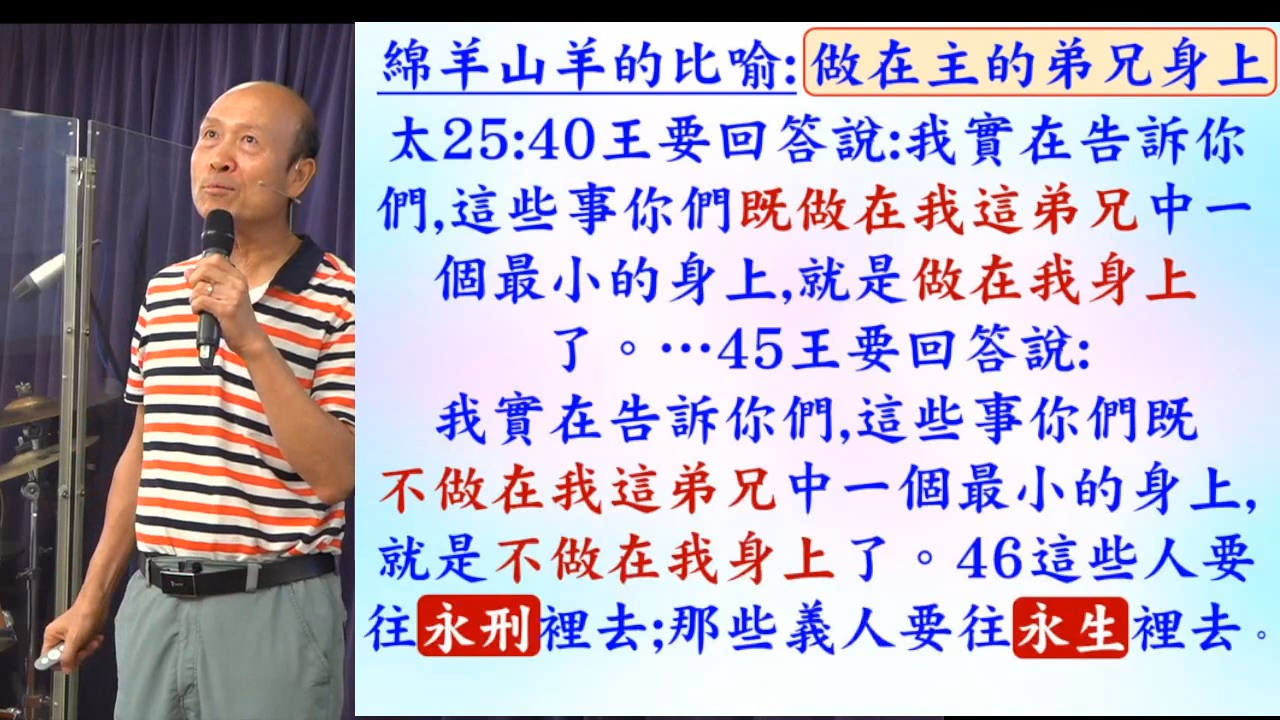 綿羊山羊的比喻:做在主的弟兄身上
太25:40王要回答說:我實在告訴你
們,這些事你們既做在我這弟兄中一
個最小的身上,就是做在我身上
了。…45王要回答說:
我實在告訴你們,這些事你們既
不做在我這弟兄中一個最小的身上,
就是不做在我身上了。46這些人要
往永刑裡去;那些義人要往永生裡去。